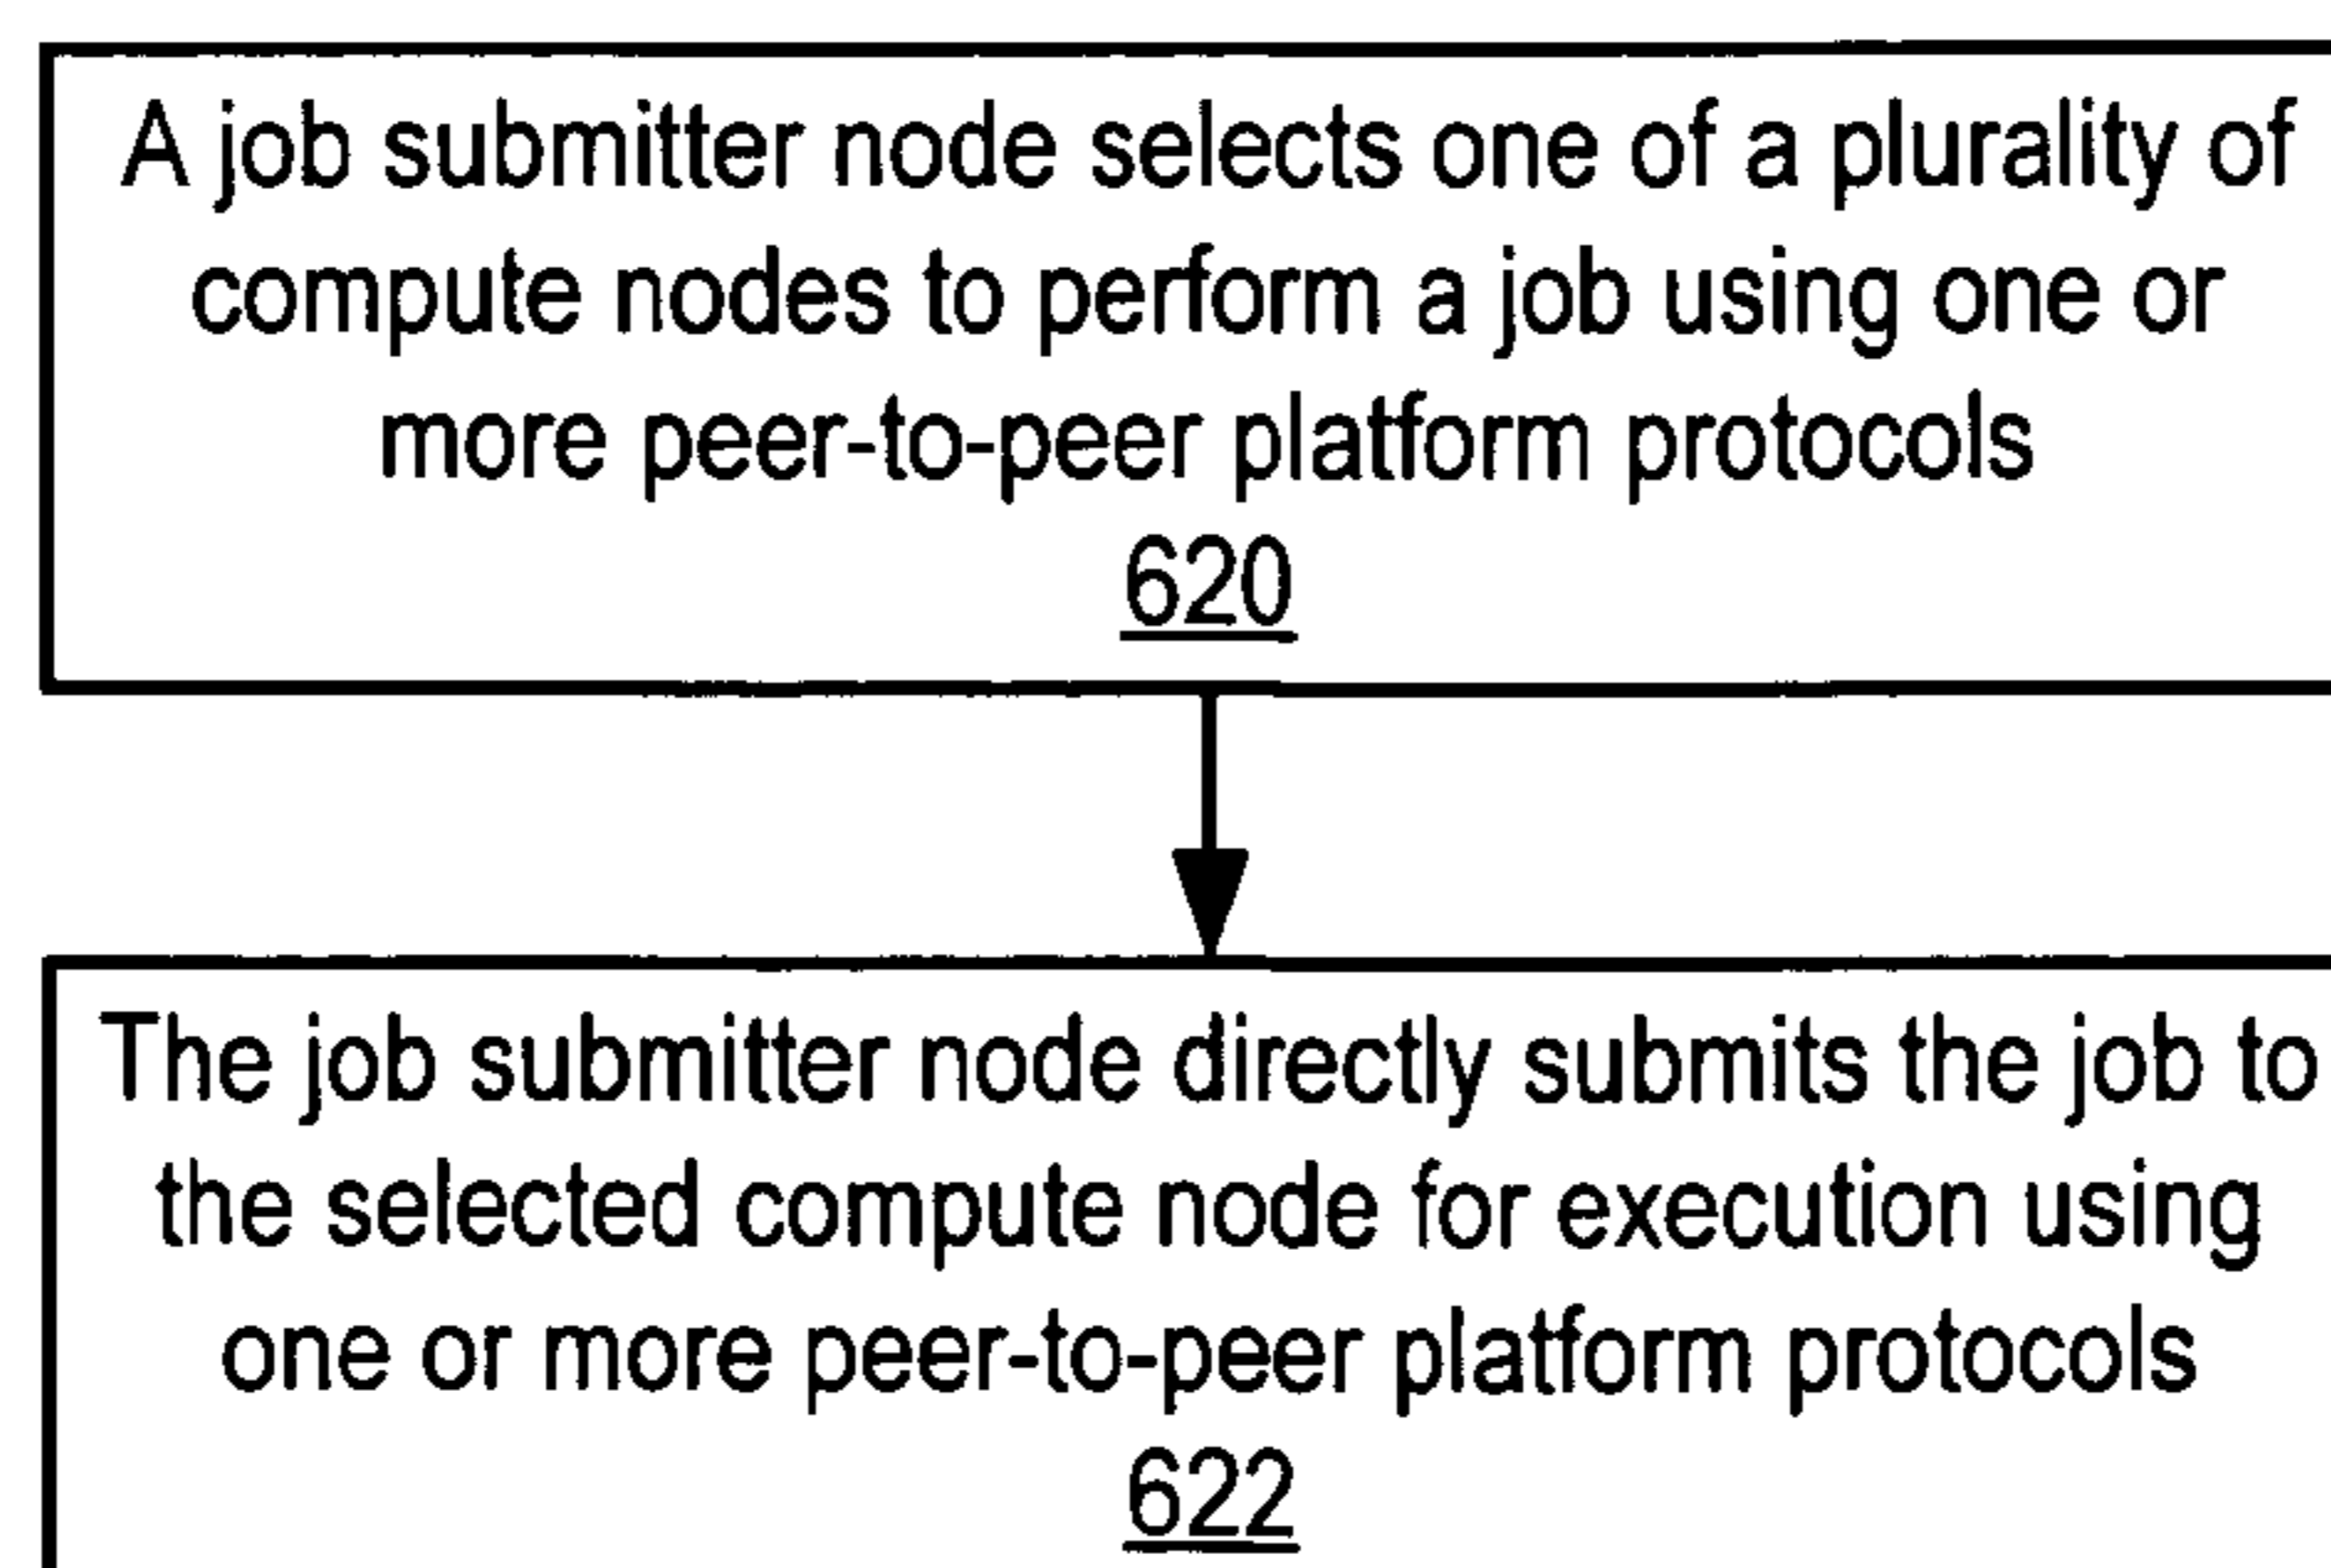 A job submitter node selects one of a plurality of
compute nodes to perform a job using one or
more peer-to-peer platform protocols
620
The job submitter node directly submits the job to
the selected compute node for execution using
one or more peer-to-peer platform protocols
622